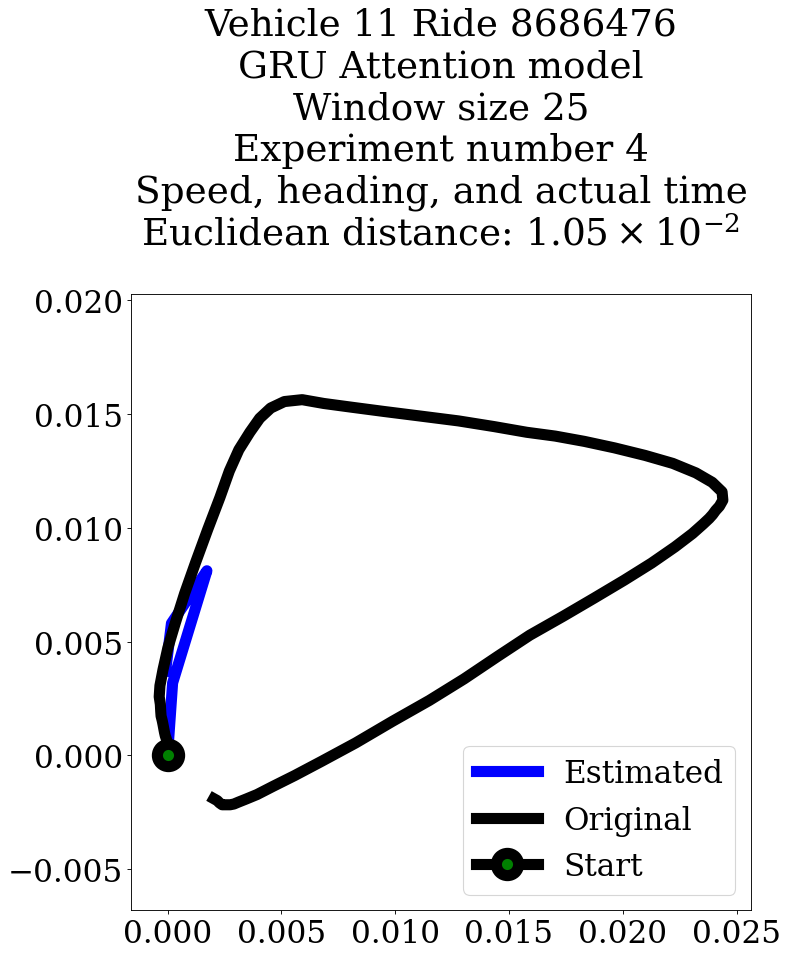 Vehicle 11 Ride 8686476
GRU Attention model
Window size 25
Experiment number 4
Speed, heading, and actual time
Euclidean distance: 1.05 × 10⁻²
0.020
0.015
0.010
0.005
0.000
−0.005
Estimated
Original
Start
0.000 0.005 0.010 0.015 0.020 0.025